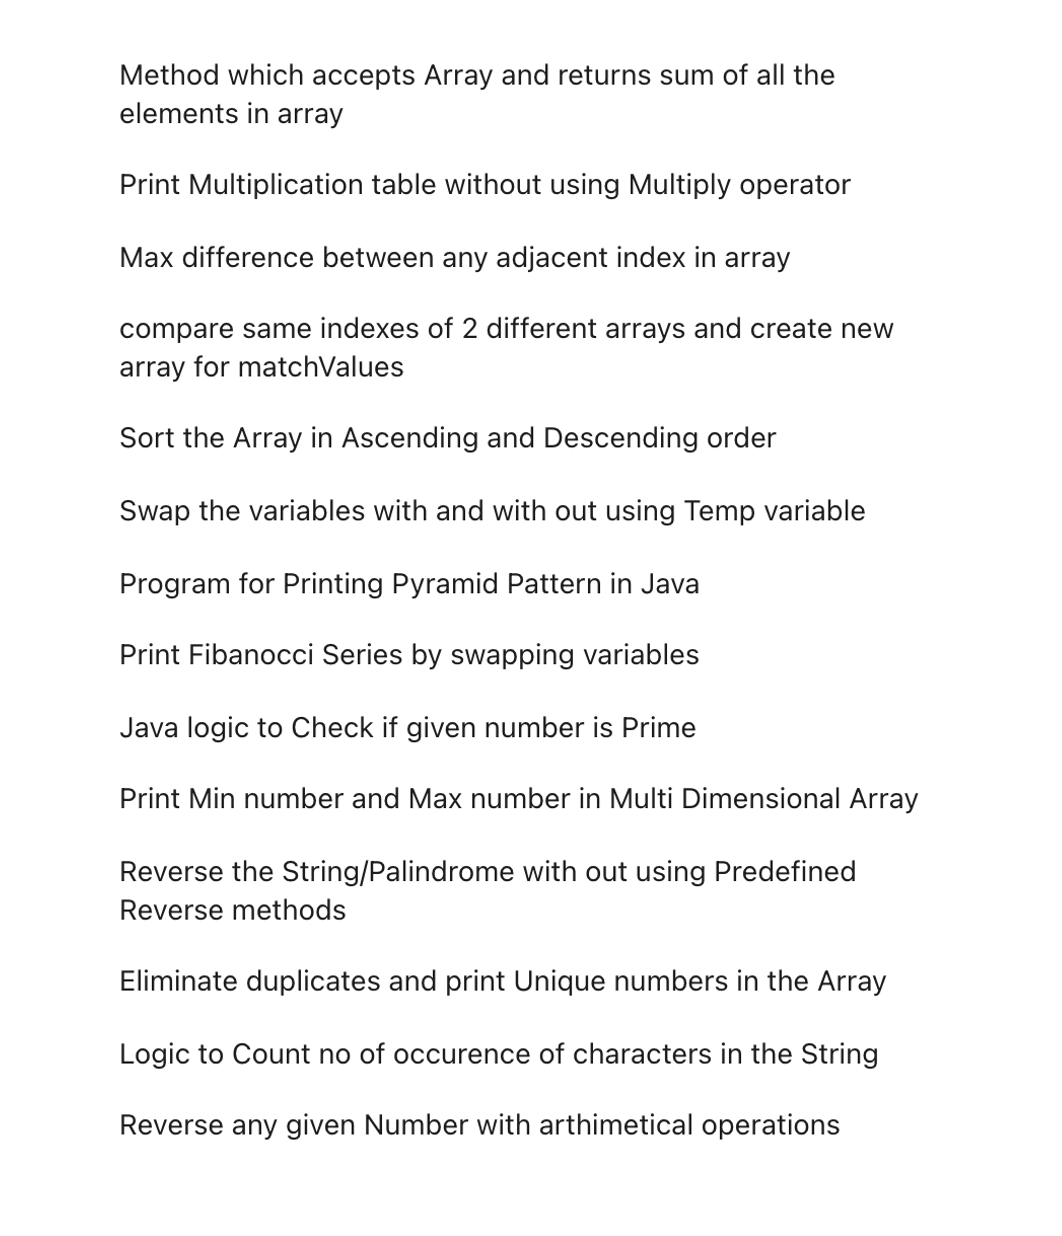 Method which accepts Array and returns sum of all the
elements in array
Print Multiplication table without using Multiply operator
Max difference between any adjacent index in array
compare same indexes of 2 different arrays and create new
array for matchValues
Sort the Array in Ascending and Descending order
Swap the variables with and with out using Temp variable
Program for Printing Pyramid Pattern in Java
Print Fibanocci Series by swapping variables
Java logic to Check if given number is Prime
Print Min number and Max number in Multi Dimensional Array
Reverse the String/Palindrome with out using Predefined
Reverse methods
Eliminate duplicates and print Unique numbers in the Array
Logic to Count no of occurence of characters in the String
Reverse any given Number with arthimetical operations